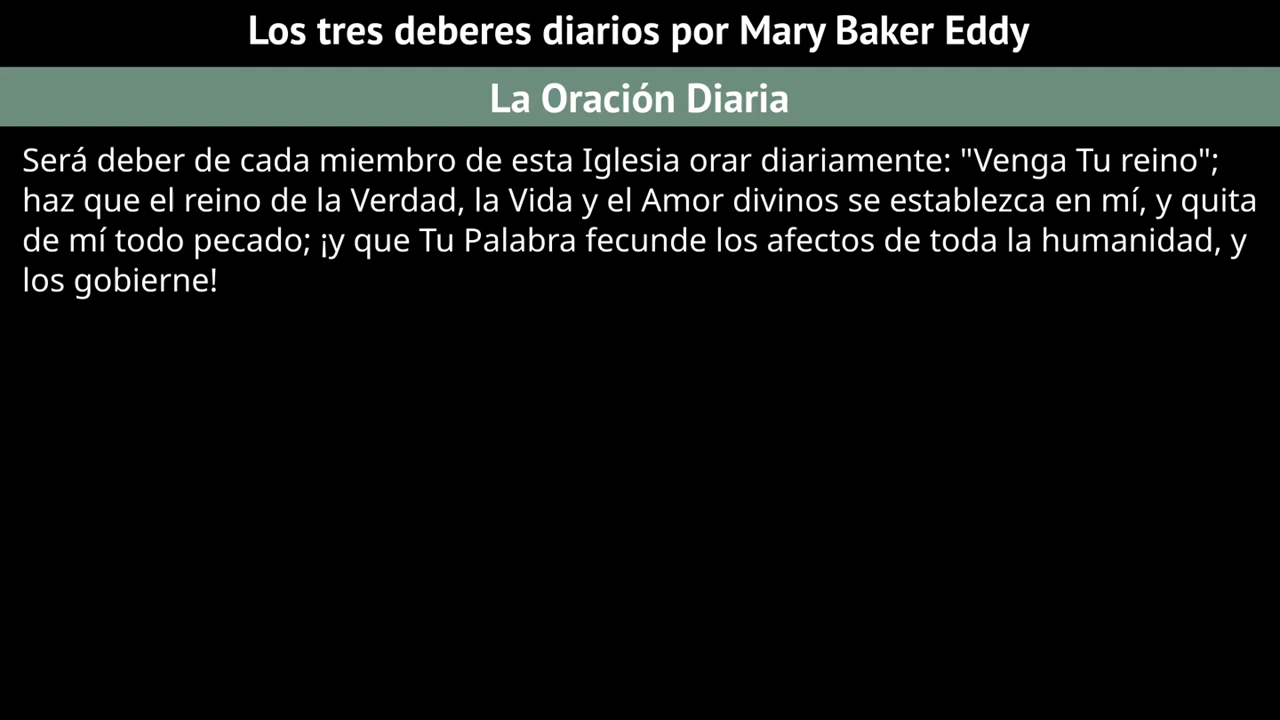 Los tres deberes diarios por Mary Baker Eddy
La Oración Diaria
Será deber de cada miembro de esta Iglesia orar diariamente: "Venga Tu reino";
haz que el reino de la Verdad, la Vida y el Amor divinos se establezca en mí, y quita
de mí todo pecado; ¡y que Tu Palabra fecunde los afectos de toda la humanidad, y
los gobierne!